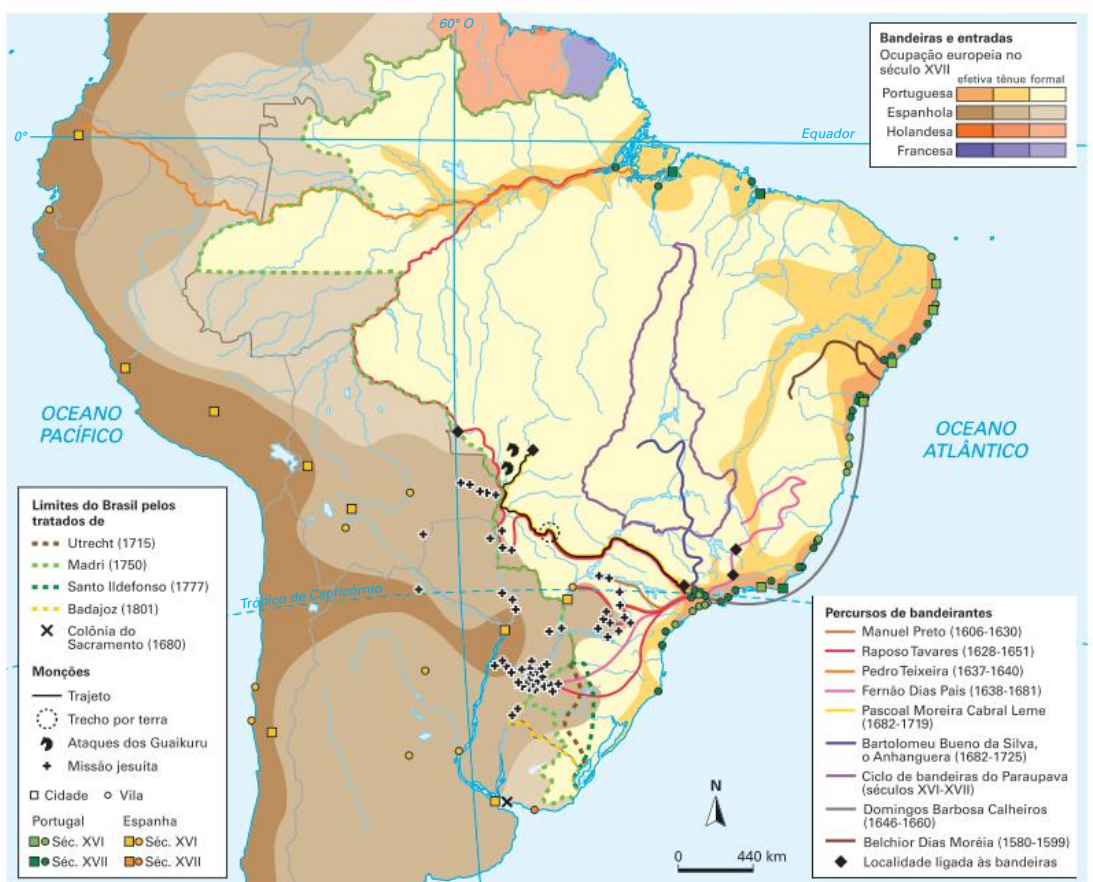 60° O
Bandeiras e entradas
Ocupação europeia no
século XVII
efetiva tênue formal
Portuguesa
Espanhola
Holandesa
Francesa
0°
Equador
OCEANO
PACÍFICO
OCEANO
ATLÂNTICO
Trópico de Capricórnio
Limites do Brasil pelos
tratados de
Utrecht (1715)
Madri (1750)
Santo Ildefonso (1777)
Badajoz (1801)
Colônia do
Sacramento (1680)
Monções
Trajeto
Trecho por terra
Ataques dos Guaikuru
Missão jesuíta
Cidade Vila
Portugal Espanha
Séc. XVI Séc. XVI
Séc. XVII Séc. XVII
N
0 440 km
Percursos de bandeirantes
Manuel Preto (1606-1630)
Raposo Tavares (1628-1651)
Pedro Teixeira (1637-1640)
Fernão Dias Pais (1638-1681)
Pascoal Moreira Cabral Leme
(1682-1719)
Bartolomeu Bueno da Silva,
o Anhanguera (1682-1725)
Ciclo de bandeiras do Paraupava
(séculos XVI-XVII)
Domingos Barbosa Calheiros
(1646-1660)
Belchior Dias Moréia (1580-1599)
Localidade ligada às bandeiras